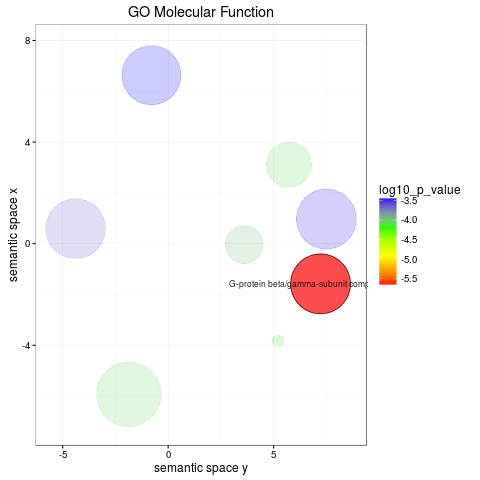 GO Molecular Function
8
4
0
-4
semantic space x
G-protein beta/gamma-subunit comp
-5
0
5
semantic space y
log10_p_value
-3.5
-4.0
-4.5
-5.0
-5.5